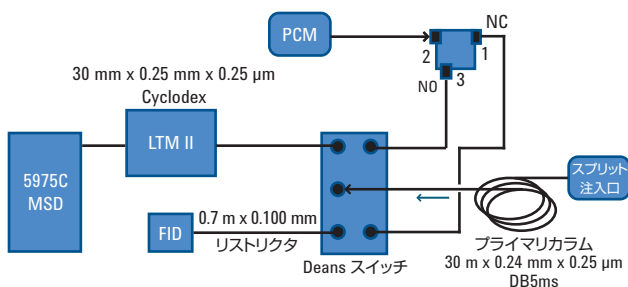 PCM
NC
2
1
3
NO
30 mm x 0.25 mm x 0.25 µm
Cyclodex
LTM II
5975C
MSD
スプリット
注入口
FID
0.7 m x 0.100 mm
リストリクタ
プライマリカラム
30 m x 0.24 mm x 0.25 µm
DB5ms
Deans スイッチ